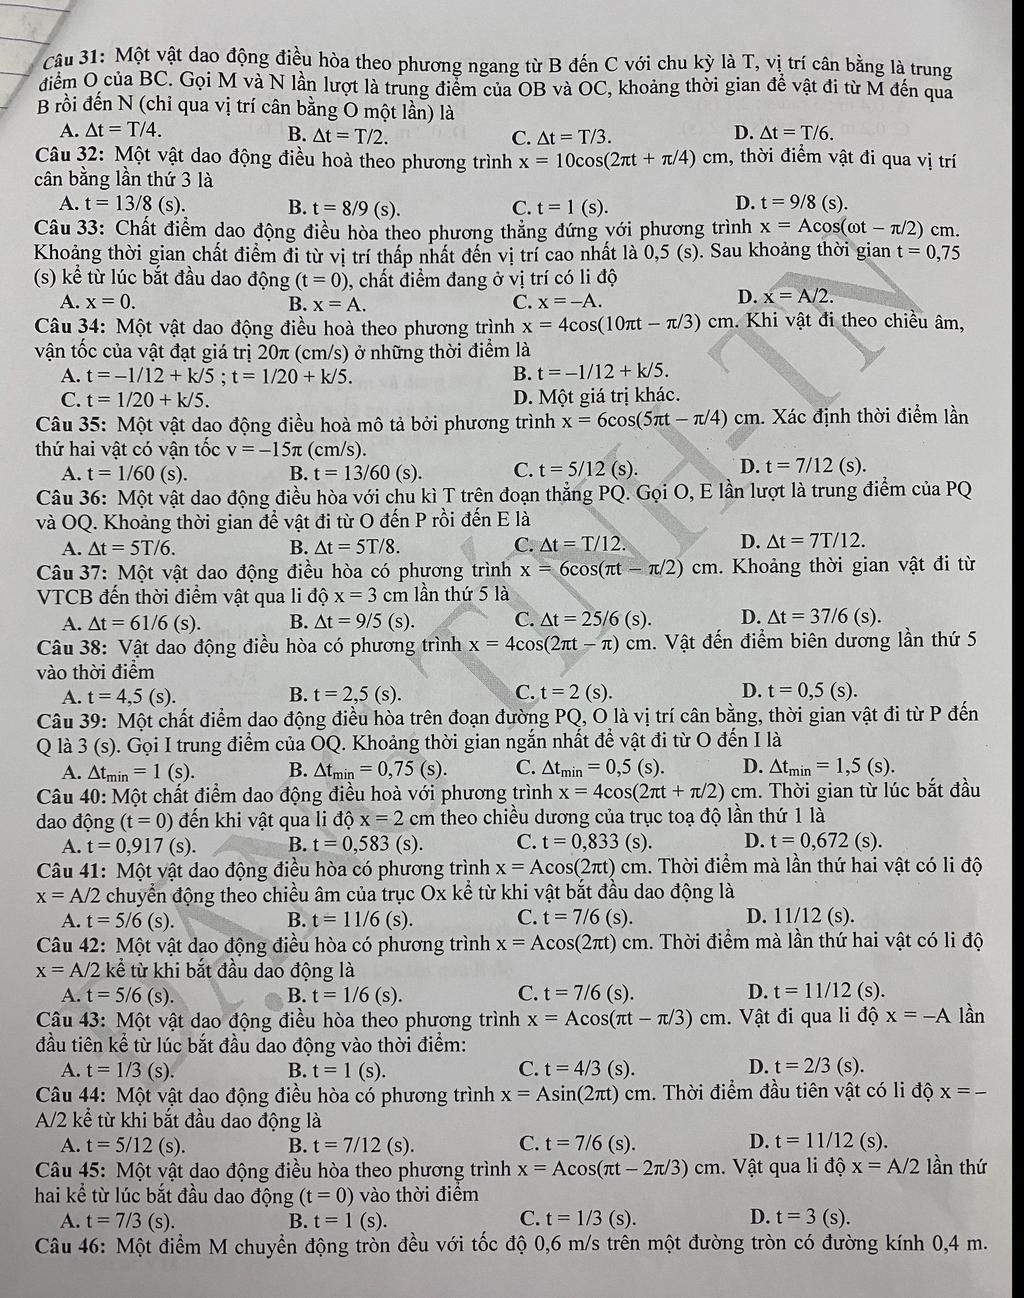 Câu 31: Một vật dao động điều hòa theo phương ngang từ B đến C với chu kỳ là T, vị trí cân bằng là trung
điểm O của BC. Gọi M và N lần lượt là trung điểm của OB và OC, khoảng thời gian để vật đi từ M đến qua
B rồi đến N (chỉ qua vị trí cân bằng O một lần) là
A. Δt = T/4. B. Δt = T/2. C. Δt = T/3. D. Δt = T/6.
Câu 32: Một vật dao động điều hoà theo phương trình x = 10cos(2πt + π/4) cm, thời điểm vật đi qua vị trí
cân bằng lần thứ 3 là
A. t = 13/8 (s). B. t = 8/9 (s). C. t = 1 (s). D. t = 9/8 (s).
Câu 33: Chất điểm dao động điều hòa theo phương thẳng đứng với phương trình x = Acos(ωt − π/2) cm.
Khoảng thời gian chất điểm đi từ vị trí thấp nhất đến vị trí cao nhất là 0,5 (s). Sau khoảng thời gian t = 0,75
(s) kể từ lúc bắt đầu dao động (t = 0), chất điểm đang ở vị trí có li độ
A. x = 0. B. x = A. C. x = −A. D. x = A/2.
Câu 34: Một vật dao động điều hoà theo phương trình x = 4cos(10πt − π/3) cm. Khi vật đi theo chiều âm,
vận tốc của vật đạt giá trị 20π (cm/s) ở những thời điểm là
A. t = −1/12 + k/5 ; t = 1/20 + k/5. B. t = −1/12 + k/5.
C. t = 1/20 + k/5. D. Một giá trị khác.
Câu 35: Một vật dao động điều hoà mô tả bởi phương trình x = 6cos(5πt − π/4) cm. Xác định thời điểm lần
thứ hai vật có vận tốc v = −15π (cm/s).
A. t = 1/60 (s). B. t = 13/60 (s). C. t = 5/12 (s). D. t = 7/12 (s).
Câu 36: Một vật dao động điều hòa với chu kì T trên đoạn thẳng PQ. Gọi O, E lần lượt là trung điểm của PQ
và OQ. Khoảng thời gian để vật đi từ O đến P rồi đến E là
A. Δt = 5T/6. B. Δt = 5T/8. C. Δt = T/12. D. Δt = 7T/12.
Câu 37: Một vật dao động điều hòa có phương trình x = 6cos(πt − π/2) cm. Khoảng thời gian vật đi từ
VTCB đến thời điểm vật qua li độ x = 3 cm lần thứ 5 là
A. Δt = 61/6 (s). B. Δt = 9/5 (s). C. Δt = 25/6 (s). D. Δt = 37/6 (s).
Câu 38: Vật dao động điều hòa có phương trình x = 4cos(2πt − π) cm. Vật đến điểm biên dương lần thứ 5
vào thời điểm
A. t = 4,5 (s). B. t = 2,5 (s). C. t = 2 (s). D. t = 0,5 (s).
Câu 39: Một chất điểm dao động điều hòa trên đoạn đường PQ, O là vị trí cân bằng, thời gian vật đi từ P đến
Q là 3 (s). Gọi I trung điểm của OQ. Khoảng thời gian ngắn nhất để vật đi từ O đến I là
A. Δtmin = 1 (s). B. Δtmin = 0,75 (s). C. Δtmin = 0,5 (s). D. Δtmin = 1,5 (s).
Câu 40: Một chất điểm dao động điều hoà với phương trình x = 4cos(2πt + π/2) cm. Thời gian từ lúc bắt đầu
dao động (t = 0) đến khi vật qua li độ x = 2 cm theo chiều dương của trục toạ độ lần thứ 1 là
A. t = 0,917 (s). B. t = 0,583 (s). C. t = 0,833 (s). D. t = 0,672 (s).
Câu 41: Một vật dao động điều hòa có phương trình x = Acos(2πt) cm. Thời điểm mà lần thứ hai vật có li độ
x = A/2 chuyển động theo chiều âm của trục Ox kể từ khi vật bắt đầu dao động là
A. t = 5/6 (s). B. t = 11/6 (s). C. t = 7/6 (s). D. 11/12 (s).
Câu 42: Một vật dao động điều hòa có phương trình x = Acos(2πt) cm. Thời điểm mà lần thứ hai vật có li độ
x = A/2 kể từ khi bắt đầu dao động là
A. t = 5/6 (s). B. t = 1/6 (s). C. t = 7/6 (s). D. t = 11/12 (s).
Câu 43: Một vật dao động điều hòa theo phương trình x = Acos(πt − π/3) cm. Vật đi qua li độ x = −A lần
đầu tiên kể từ lúc bắt đầu dao động vào thời điểm:
A. t = 1/3 (s). B. t = 1 (s). C. t = 4/3 (s). D. t = 2/3 (s).
Câu 44: Một vật dao động điều hòa có phương trình x = Asin(2πt) cm. Thời điểm đầu tiên vật có li độ x = −
A/2 kể từ khi bắt đầu dao động là
A. t = 5/12 (s). B. t = 7/12 (s). C. t = 7/6 (s). D. t = 11/12 (s).
Câu 45: Một vật dao động điều hòa theo phương trình x = Acos(πt − 2π/3) cm. Vật qua li độ x = A/2 lần thứ
hai kể từ lúc bắt đầu dao động (t = 0) vào thời điểm
A. t = 7/3 (s). B. t = 1 (s). C. t = 1/3 (s). D. t = 3 (s).
Câu 46: Một điểm M chuyển động tròn đều với tốc độ 0,6 m/s trên một đường tròn có đường kính 0,4 m.